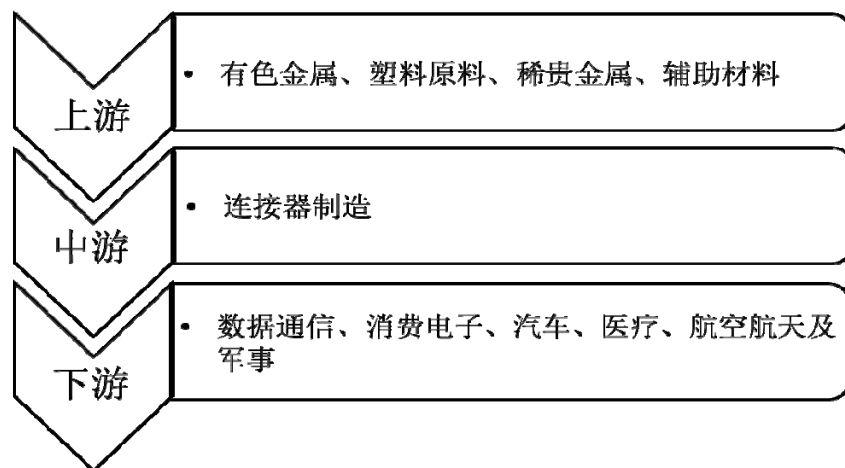 上游
• 有色金属、塑料原料、稀贵金属、辅助材料
中游
• 连接器制造
下游
• 数据通信、消费电子、汽车、医疗、航空航天及
军事